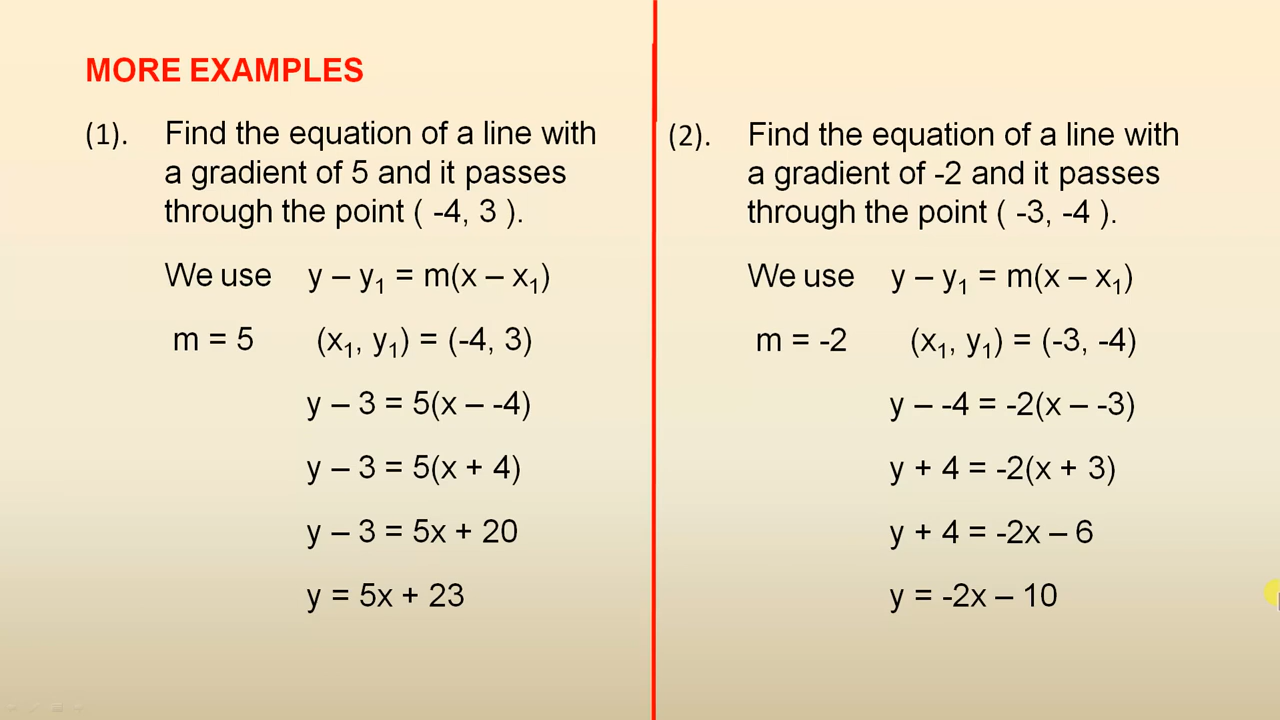 MORE EXAMPLES
(1). Find the equation of a line with
a gradient of 5 and it passes
through the point ( -4, 3 ).
We use y – y₁ = m(x – x₁)
m = 5 (x₁, y₁) = (-4, 3)
y – 3 = 5(x – -4)
y – 3 = 5(x + 4)
y – 3 = 5x + 20
y = 5x + 23
(2). Find the equation of a line with
a gradient of -2 and it passes
through the point ( -3, -4 ).
We use y – y₁ = m(x – x₁)
m = -2 (x₁, y₁) = (-3, -4)
y – -4 = -2(x – -3)
y + 4 = -2(x + 3)
y + 4 = -2x – 6
y = -2x – 10